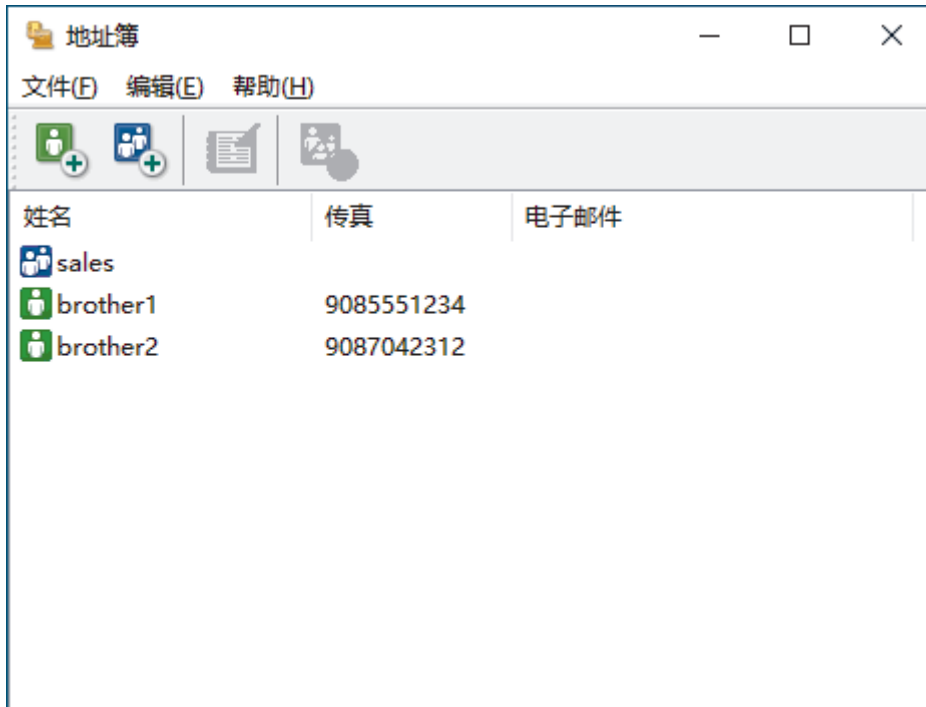 地址簿
文件(F) 编辑(E) 帮助(H)
姓名 传真 电子邮件
sales
brother1 9085551234
brother2 9087042312